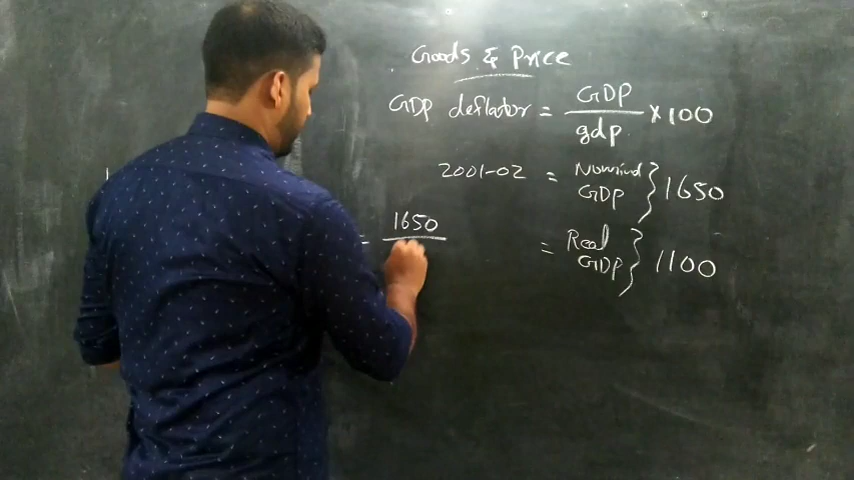 Goods & Price
GDP deflator = GDP / gdp × 100
2001-02 = Nominal GDP } 1650
= 1650
= Real GDP } 1100